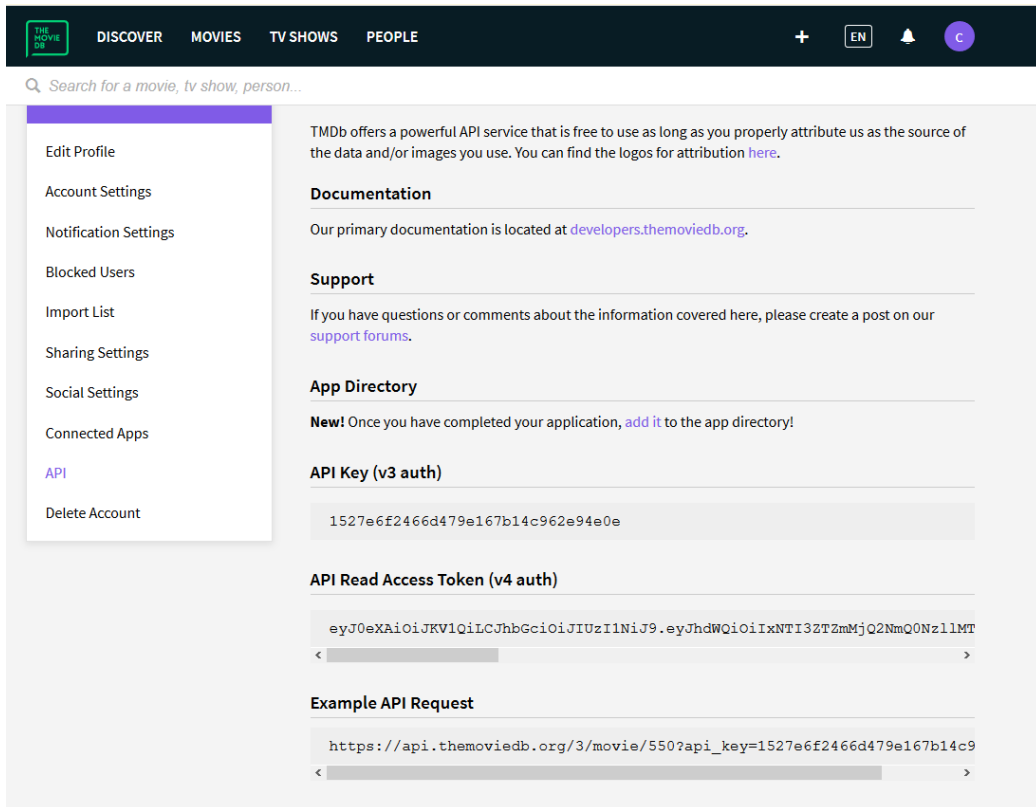 THE
MOVIE
DB
DISCOVER MOVIES TV SHOWS PEOPLE + EN C
Search for a movie, tv show, person...
Edit Profile
Account Settings
Notification Settings
Blocked Users
Import List
Sharing Settings
Social Settings
Connected Apps
API
Delete Account
TMDb offers a powerful API service that is free to use as long as you properly attribute us as the source of
the data and/or images you use. You can find the logos for attribution here.
Documentation
Our primary documentation is located at developers.themoviedb.org.
Support
If you have questions or comments about the information covered here, please create a post on our
support forums.
App Directory
New! Once you have completed your application, add it to the app directory!
API Key (v3 auth)
1527e6f2466d479e167b14c962e94e0e
API Read Access Token (v4 auth)
eyJ0eXAiOiJKV1QiLCJhbGciOiJIUzI1NiJ9.eyJhdWQiOiIxNTI3ZTZmMjQ2NmQ0NzllMT
Example API Request
https://api.themoviedb.org/3/movie/550?api_key=1527e6f2466d479e167b14c9